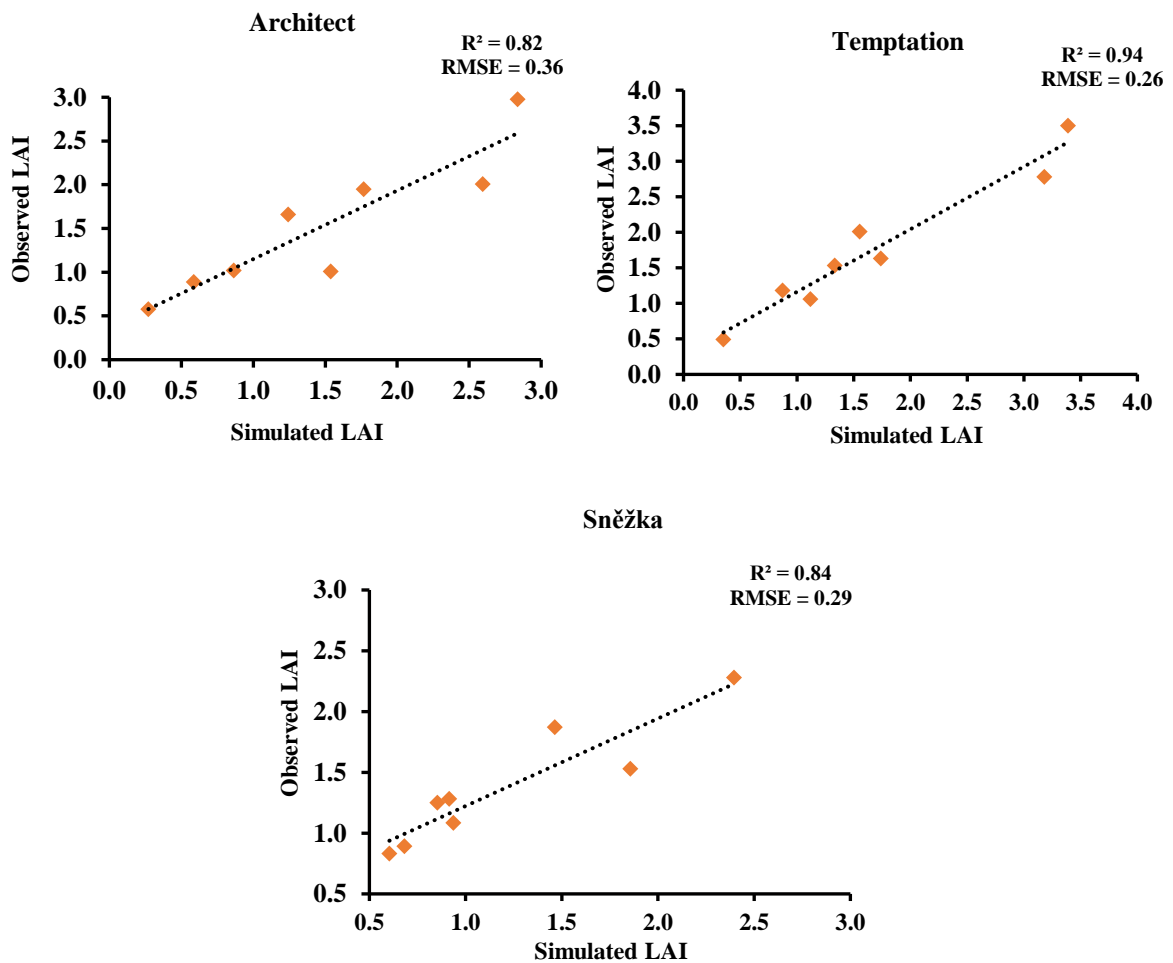 Architect
R² = 0.82
RMSE = 0.36
3.0
2.5
2.0
1.5
1.0
0.5
0.0
Observed LAI
0.0 0.5 1.0 1.5 2.0 2.5 3.0
Simulated LAI
Temptation
R² = 0.94
RMSE = 0.26
4.0
3.5
3.0
2.5
2.0
1.5
1.0
0.5
0.0
Observed LAI
0.0 0.5 1.0 1.5 2.0 2.5 3.0 3.5 4.0
Simulated LAI
Sněžka
R² = 0.84
RMSE = 0.29
3.0
2.5
2.0
1.5
1.0
0.5
Observed LAI
0.5 1.0 1.5 2.0 2.5 3.0
Simulated LAI